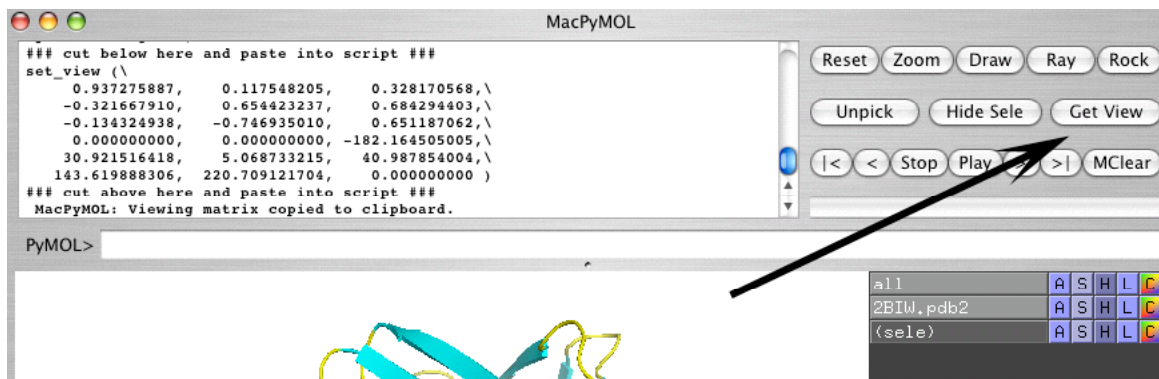 MacPyMOL
### cut below here and paste into script ###
set_view (\
0.937275887, 0.117548205, 0.328170568,\
-0.321667910, 0.654423237, 0.684294403,\
-0.134324938, -0.746935010, 0.651187062,\
0.000000000, 0.000000000, -182.164505005,\
30.921516418, 5.068733215, 40.987854004,\
143.619888306, 220.709121704, 0.000000000 )
### cut above here and paste into script ###
MacPyMOL: Viewing matrix copied to clipboard.
Reset Zoom Draw Ray Rock
Unpick Hide Sele Get View
|< < Stop Play > >| MClear
PyMOL>
all A S H L C
2BIW.pdb2 A S H L C
(sele) A S H L C